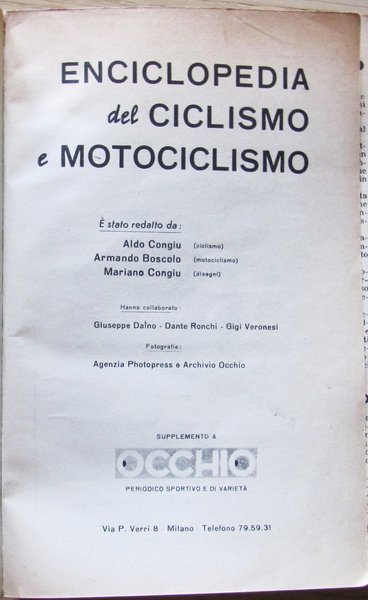 ENCICLOPEDIA
del CICLISMO
e MOTOCICLISMO
È stato redatto da:
Aldo Congiu (ciclismo)
Armando Boscolo (motociclismo)
Mariano Congiu (disegni)
Hanno collaborato:
Giuseppe Dalno - Dante Ronchi - Gigi Veronesi
Fotografie:
Agenzia Photopress e Archivio Occhio
SUPPLEMENTO A
OCCHIO
PERIODICO SPORTIVO E DI VARIETÀ
Via P. Verri 8 - Milano - Telefono 79.59.31